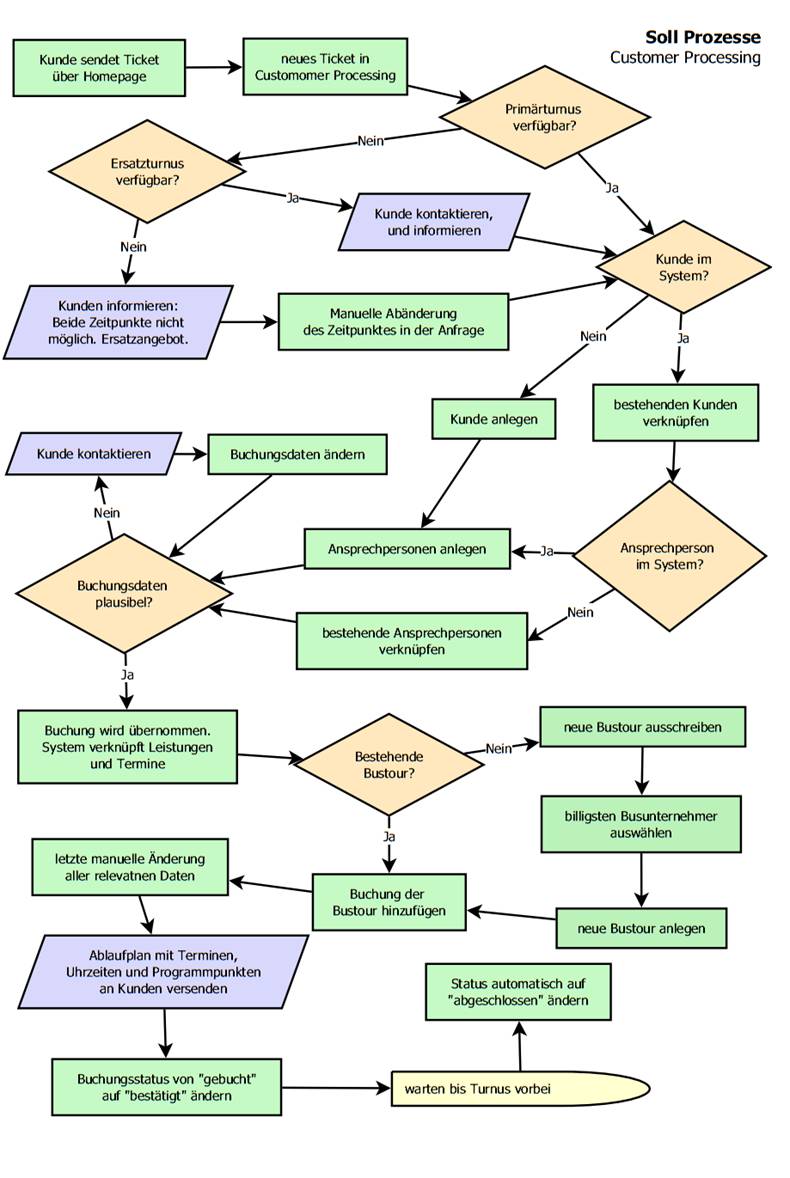 Soll Prozesse
Customer Processing
Kunde sendet Ticket
über Homepage
neues Ticket in
Customomer Processing
Primärturnus
verfügbar?
Nein
Ja
Ersatzturnus
verfügbar?
Ja
Nein
Kunde kontaktieren,
und informieren
Kunde im
System?
Kunden informieren:
Beide Zeitpunkte nicht
möglich. Ersatzangebot.
Manuelle Abänderung
des Zeitpunktes in der Anfrage
Nein
Ja
Kunde anlegen
bestehenden Kunden
verknüpfen
Kunde kontaktieren
Buchungsdaten ändern
Nein
Ansprechpersonen anlegen
Ja
Ansprechperson
im System?
Buchungsdaten
plausibel?
Nein
bestehende Ansprechpersonen
verknüpfen
Ja
Buchung wird übernommen.
System verknüpft Leistungen
und Termine
Bestehende
Bustour?
Nein
neue Bustour ausschreiben
billigsten Busunternehmer
auswählen
Ja
letzte manuelle Änderung
aller relevatnen Daten
Buchung der
Bustour hinzufügen
neue Bustour anlegen
Ablaufplan mit Terminen,
Uhrzeiten und Programmpunkten
an Kunden versenden
Status automatisch auf
"abgeschlossen" ändern
Buchungsstatus von "gebucht"
auf "bestätigt" ändern
warten bis Turnus vorbei